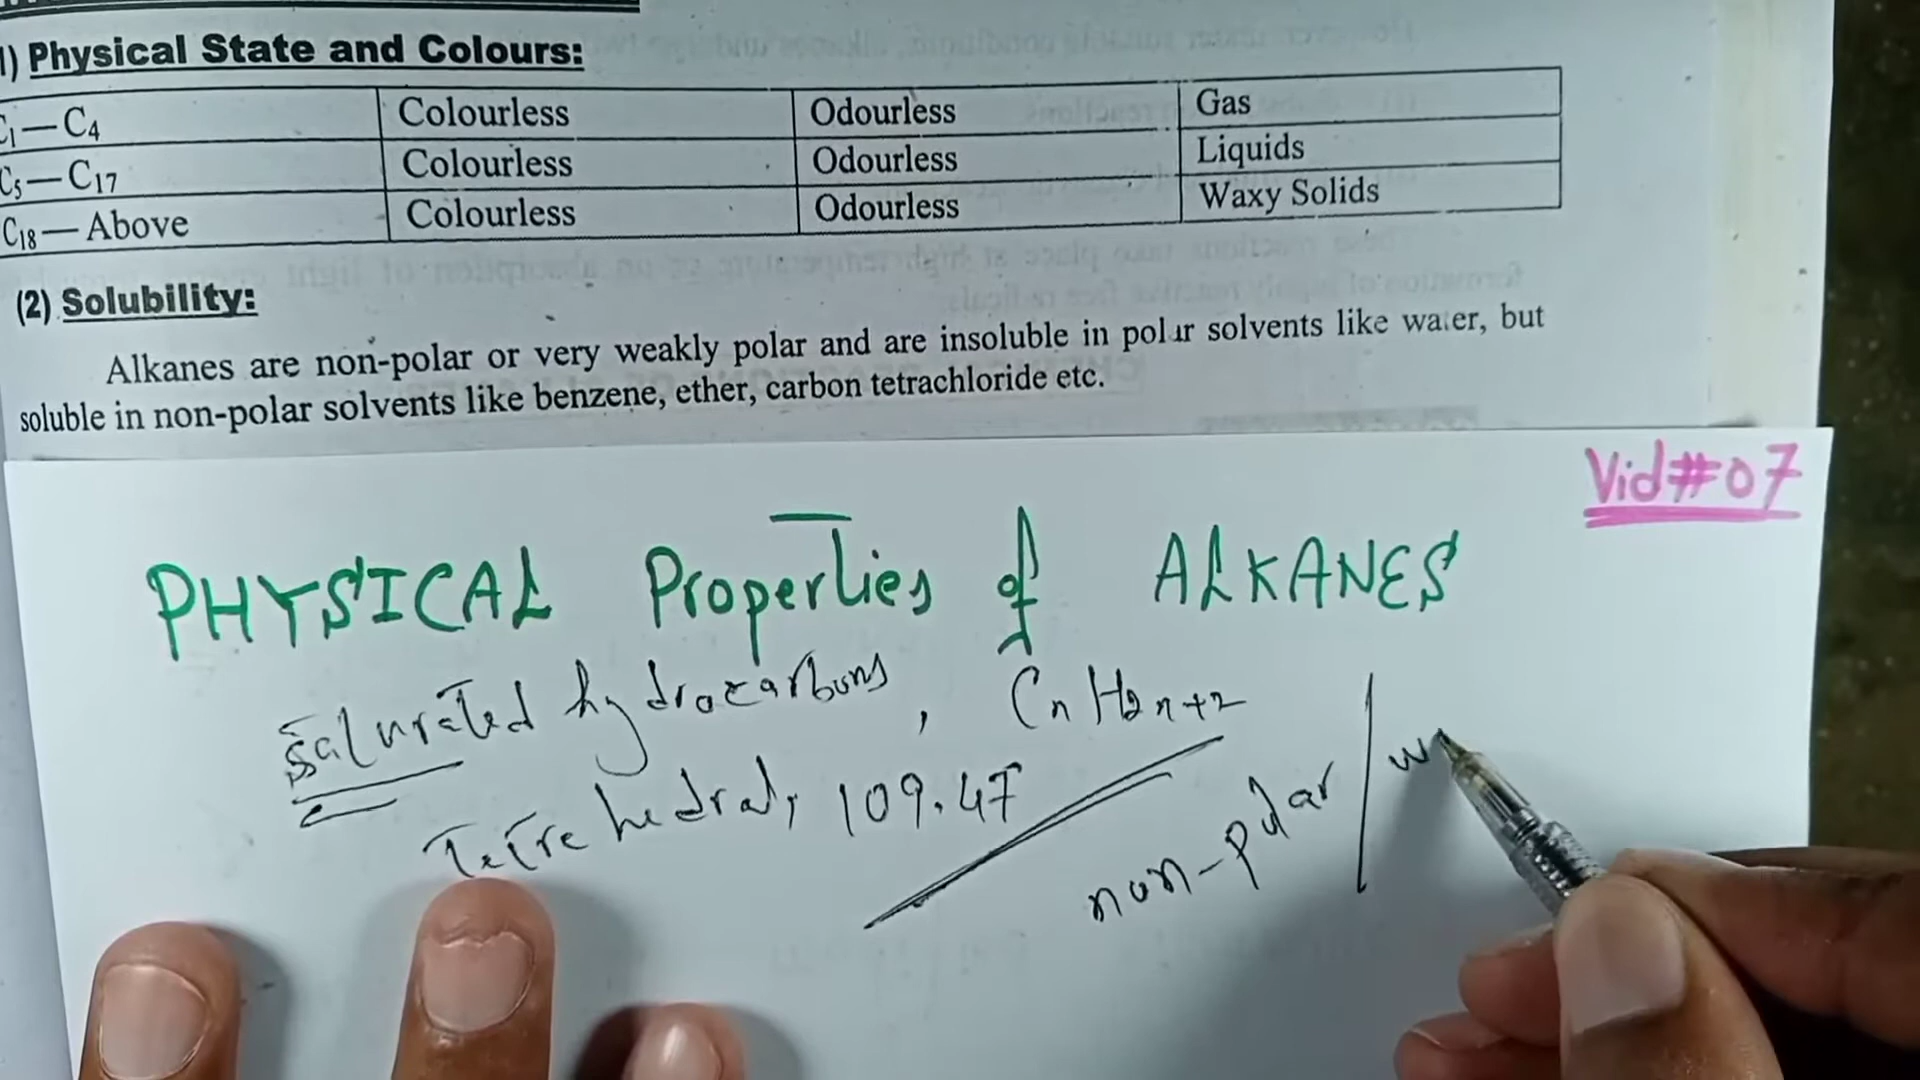 1) Physical State and Colours:
C₁—C₄ Colourless Odourless Gas
C₅—C₁₇ Colourless Odourless Liquids
C₁₈—Above Colourless Odourless Waxy Solids
(2) Solubility:
Alkanes are non-polar or very weakly polar and are insoluble in polar solvents like water, but
soluble in non-polar solvents like benzene, ether, carbon tetrachloride etc.
Vid#07
PHYSICAL Properties of ALKANES
Saturated hydrocarbons, CnH2n+2
Tetrehedral, 109.47
non-polar / w